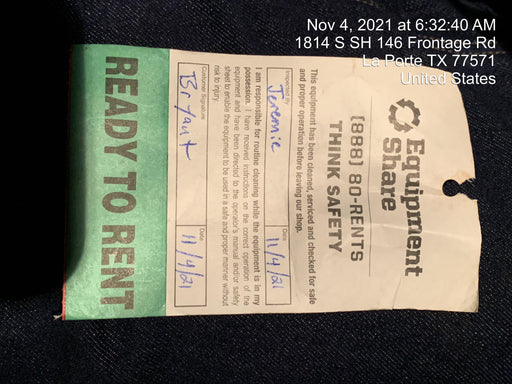 Nov 4, 2021 at 6:32:40 AM
1814 S SH 146 Frontage Rd
La Porte TX 77571
United States
Equipment
Share
(888) 80-RENTS
THINK SAFETY
This equipment has been cleaned, serviced and checked for safe
and proper operation before leaving our shop.
Inspected By
Date
Jeremie
11/4/21
I am responsible for routine cleaning while the equipment is in my
possession. I have received instructions on the correct operation of the
equipment and have been directed to the operator's manual and/or safety
sheet to enable the equipment to be used in a safe and proper manner without
risk to injury.
Customer Signature
Date
Bryant
11/4/21
READY TO RENT